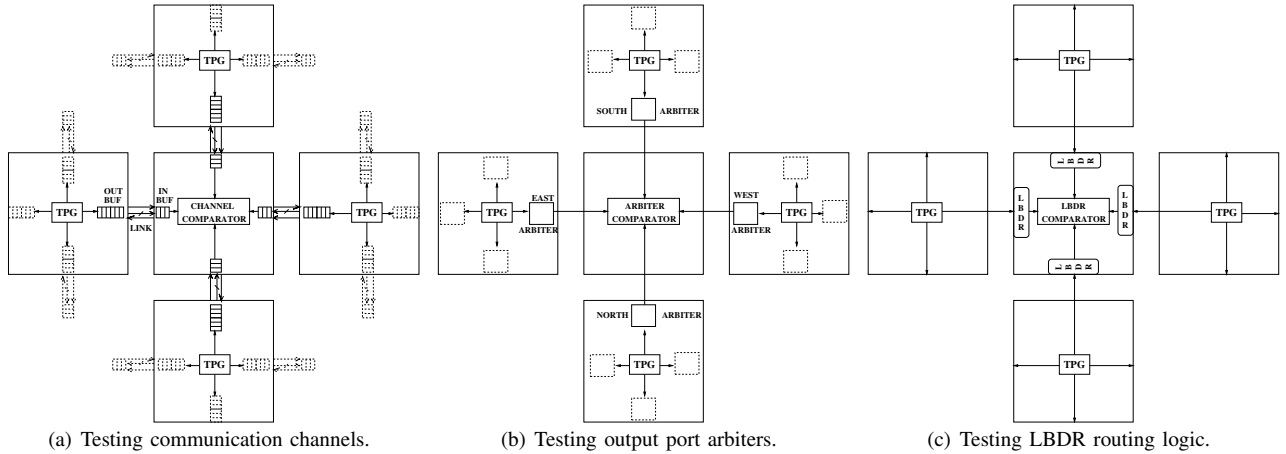 TPG
OUT
BUF
IN
BUF
TPG
LINK
CHANNEL
COMPARATOR
TPG
TPG
(a) Testing communication channels.
TPG
SOUTH ARBITER
TPG
EAST
ARBITER
ARBITER
COMPARATOR
WEST
ARBITER
TPG
NORTH ARBITER
TPG
(b) Testing output port arbiters.
TPG
L B D R
TPG
L
B
D
R
LBDR
COMPARATOR
L
B
D
R
TPG
L B D R
TPG
(c) Testing LBDR routing logic.